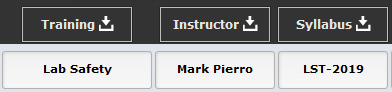 Training Instructor Syllabus
Lab Safety Mark Pierro LST-2019